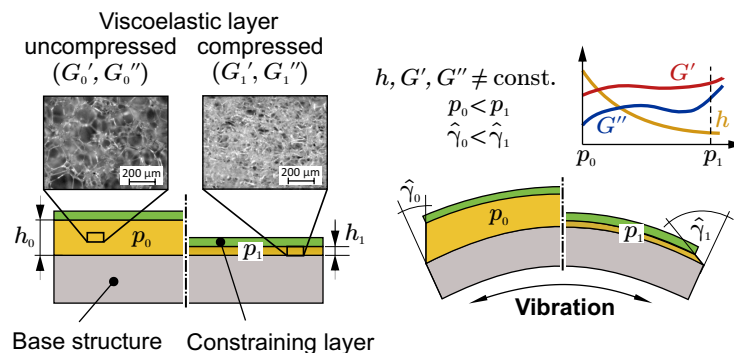 Viscoelastic layer
uncompressed compressed
(G₀′, G₀″) (G₁′, G₁″)
200 μm
200 μm
h₀
p₀
p₁
h₁
Base structure
Constraining layer
h, G′, G″ ≠ const.
p₀ < p₁
γ̂₀ < γ̂₁
G′
G″
h
p₀
p₁
γ̂₀
p₀
p₁
γ̂₁
Vibration